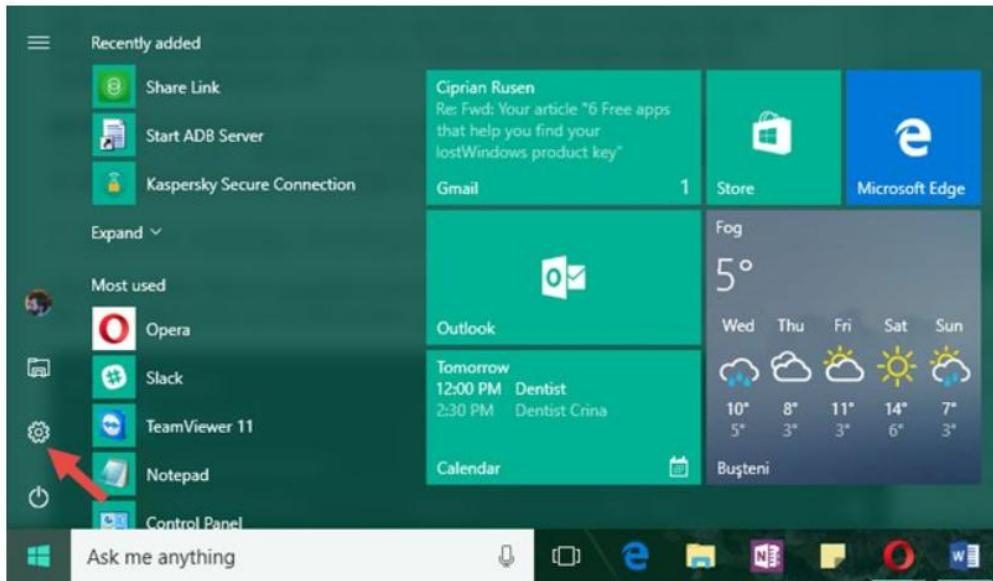 Recently added
Share Link
Start ADB Server
Kaspersky Secure Connection
Expand
Most used
Opera
Slack
TeamViewer 11
Notepad
Control Panel
Ciprian Rusen
Re: Fwd: Your article "6 Free apps
that help you find your
lostWindows product key"
Gmail 1
Store
Microsoft Edge
Outlook
Fog
5°
Wed Thu Fri Sat Sun
10° 8° 11° 14° 7°
5° 3° 3° 6° 3°
Bușteni
Tomorrow
12:00 PM Dentist
2:30 PM Dentist Crina
Calendar
Ask me anything